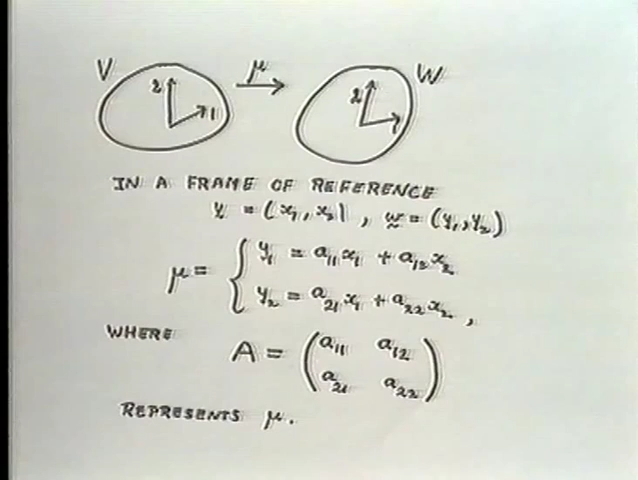 V μ W
2 1 2 1
IN A FRAME OF REFERENCE
v = (x₁, x₂), w = (y₁, y₂)
μ = { y₁ = a₁₁x₁ + a₁₂x₂
y₂ = a₂₁x₁ + a₂₂x₂ ,
WHERE
A = ( a₁₁ a₁₂
a₂₁ a₂₂ )
REPRESENTS μ.